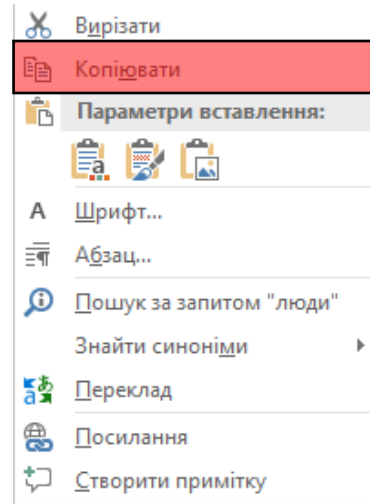 Вирізати
Копіювати
Параметри вставлення:
Шрифт...
Абзац...
Пошук за запитом "люди"
Знайти синоніми
Переклад
Посилання
Створити примітку